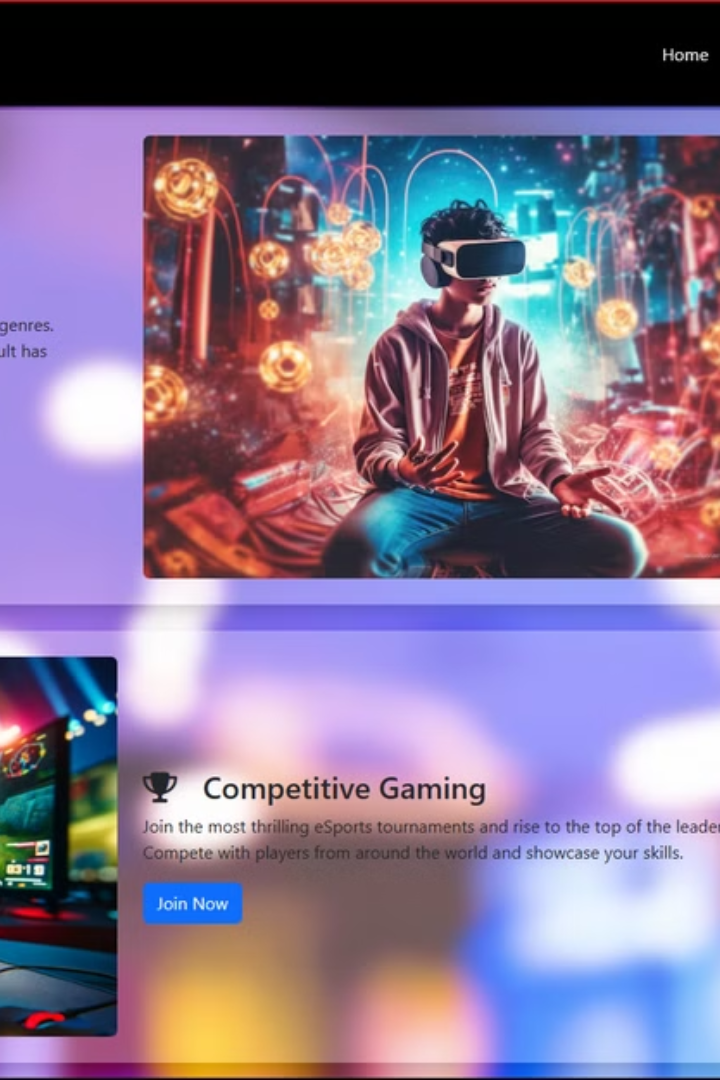 Home
genres.
ult has
Competitive Gaming
Join the most thrilling eSports tournaments and rise to the top of the leader
Compete with players from around the world and showcase your skills.
Join Now